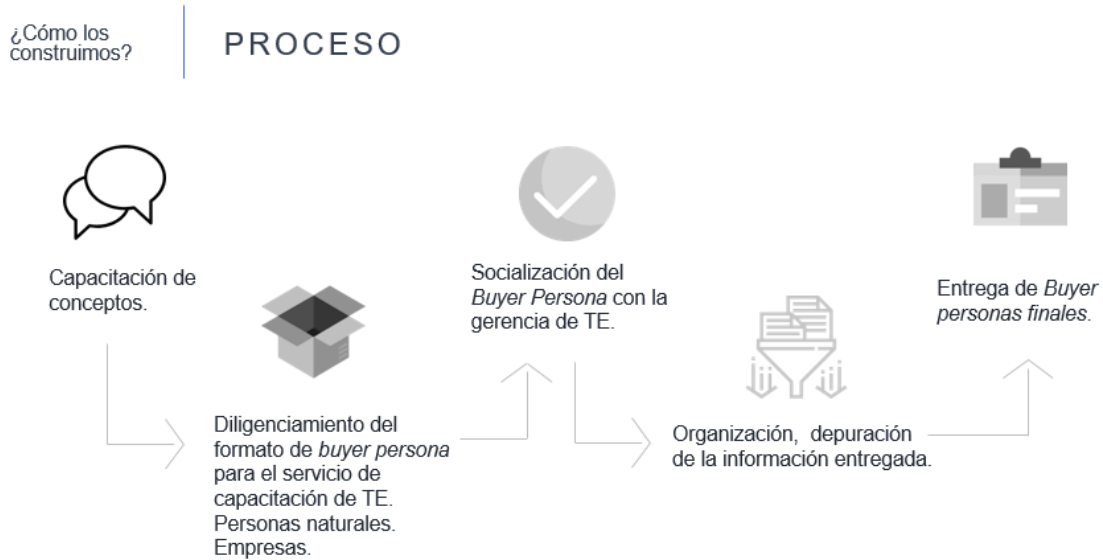 ¿Cómo los
construimos?
PROCESO
Capacitación de
conceptos.
Diligenciamiento del
formato de buyer persona
para el servicio de
capacitación de TE.
Personas naturales.
Empresas.
Socialización del
Buyer Persona con la
gerencia de TE.
Organización, depuración
de la información entregada.
Entrega de Buyer
personas finales.